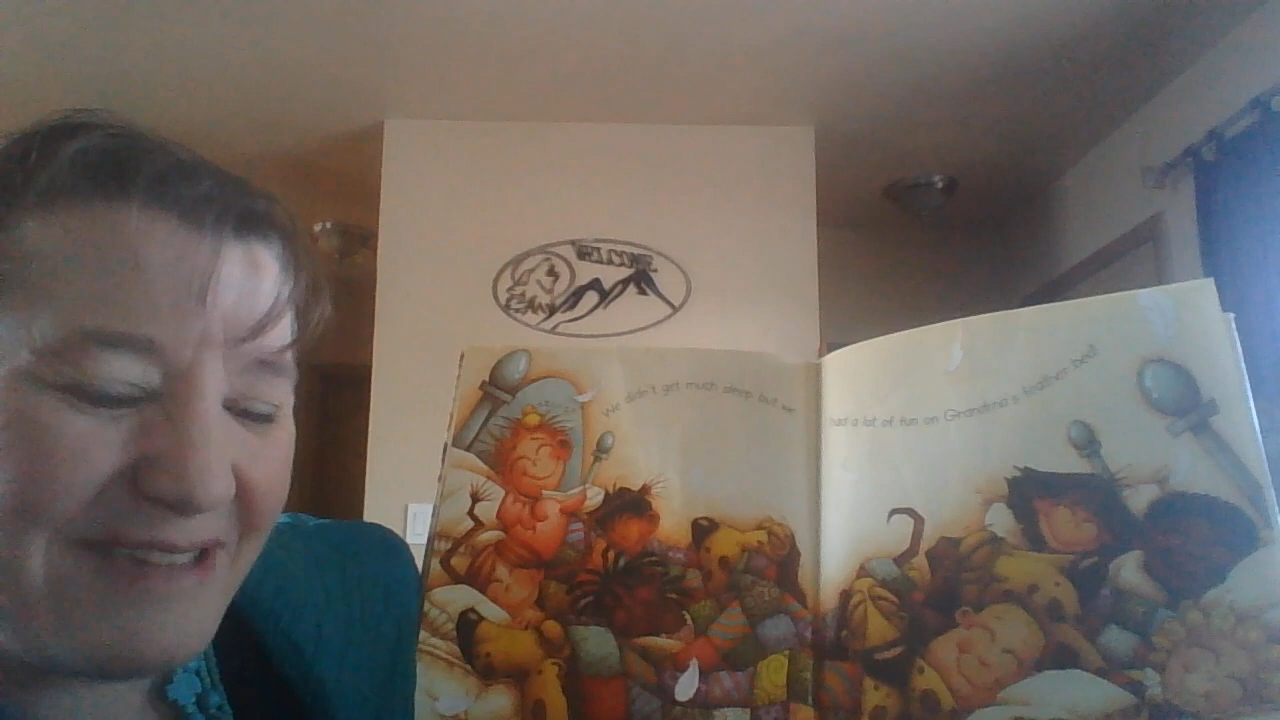 WELCOME
We didn't get much sleep but we
had a lot of fun on Grandma's feather bed!